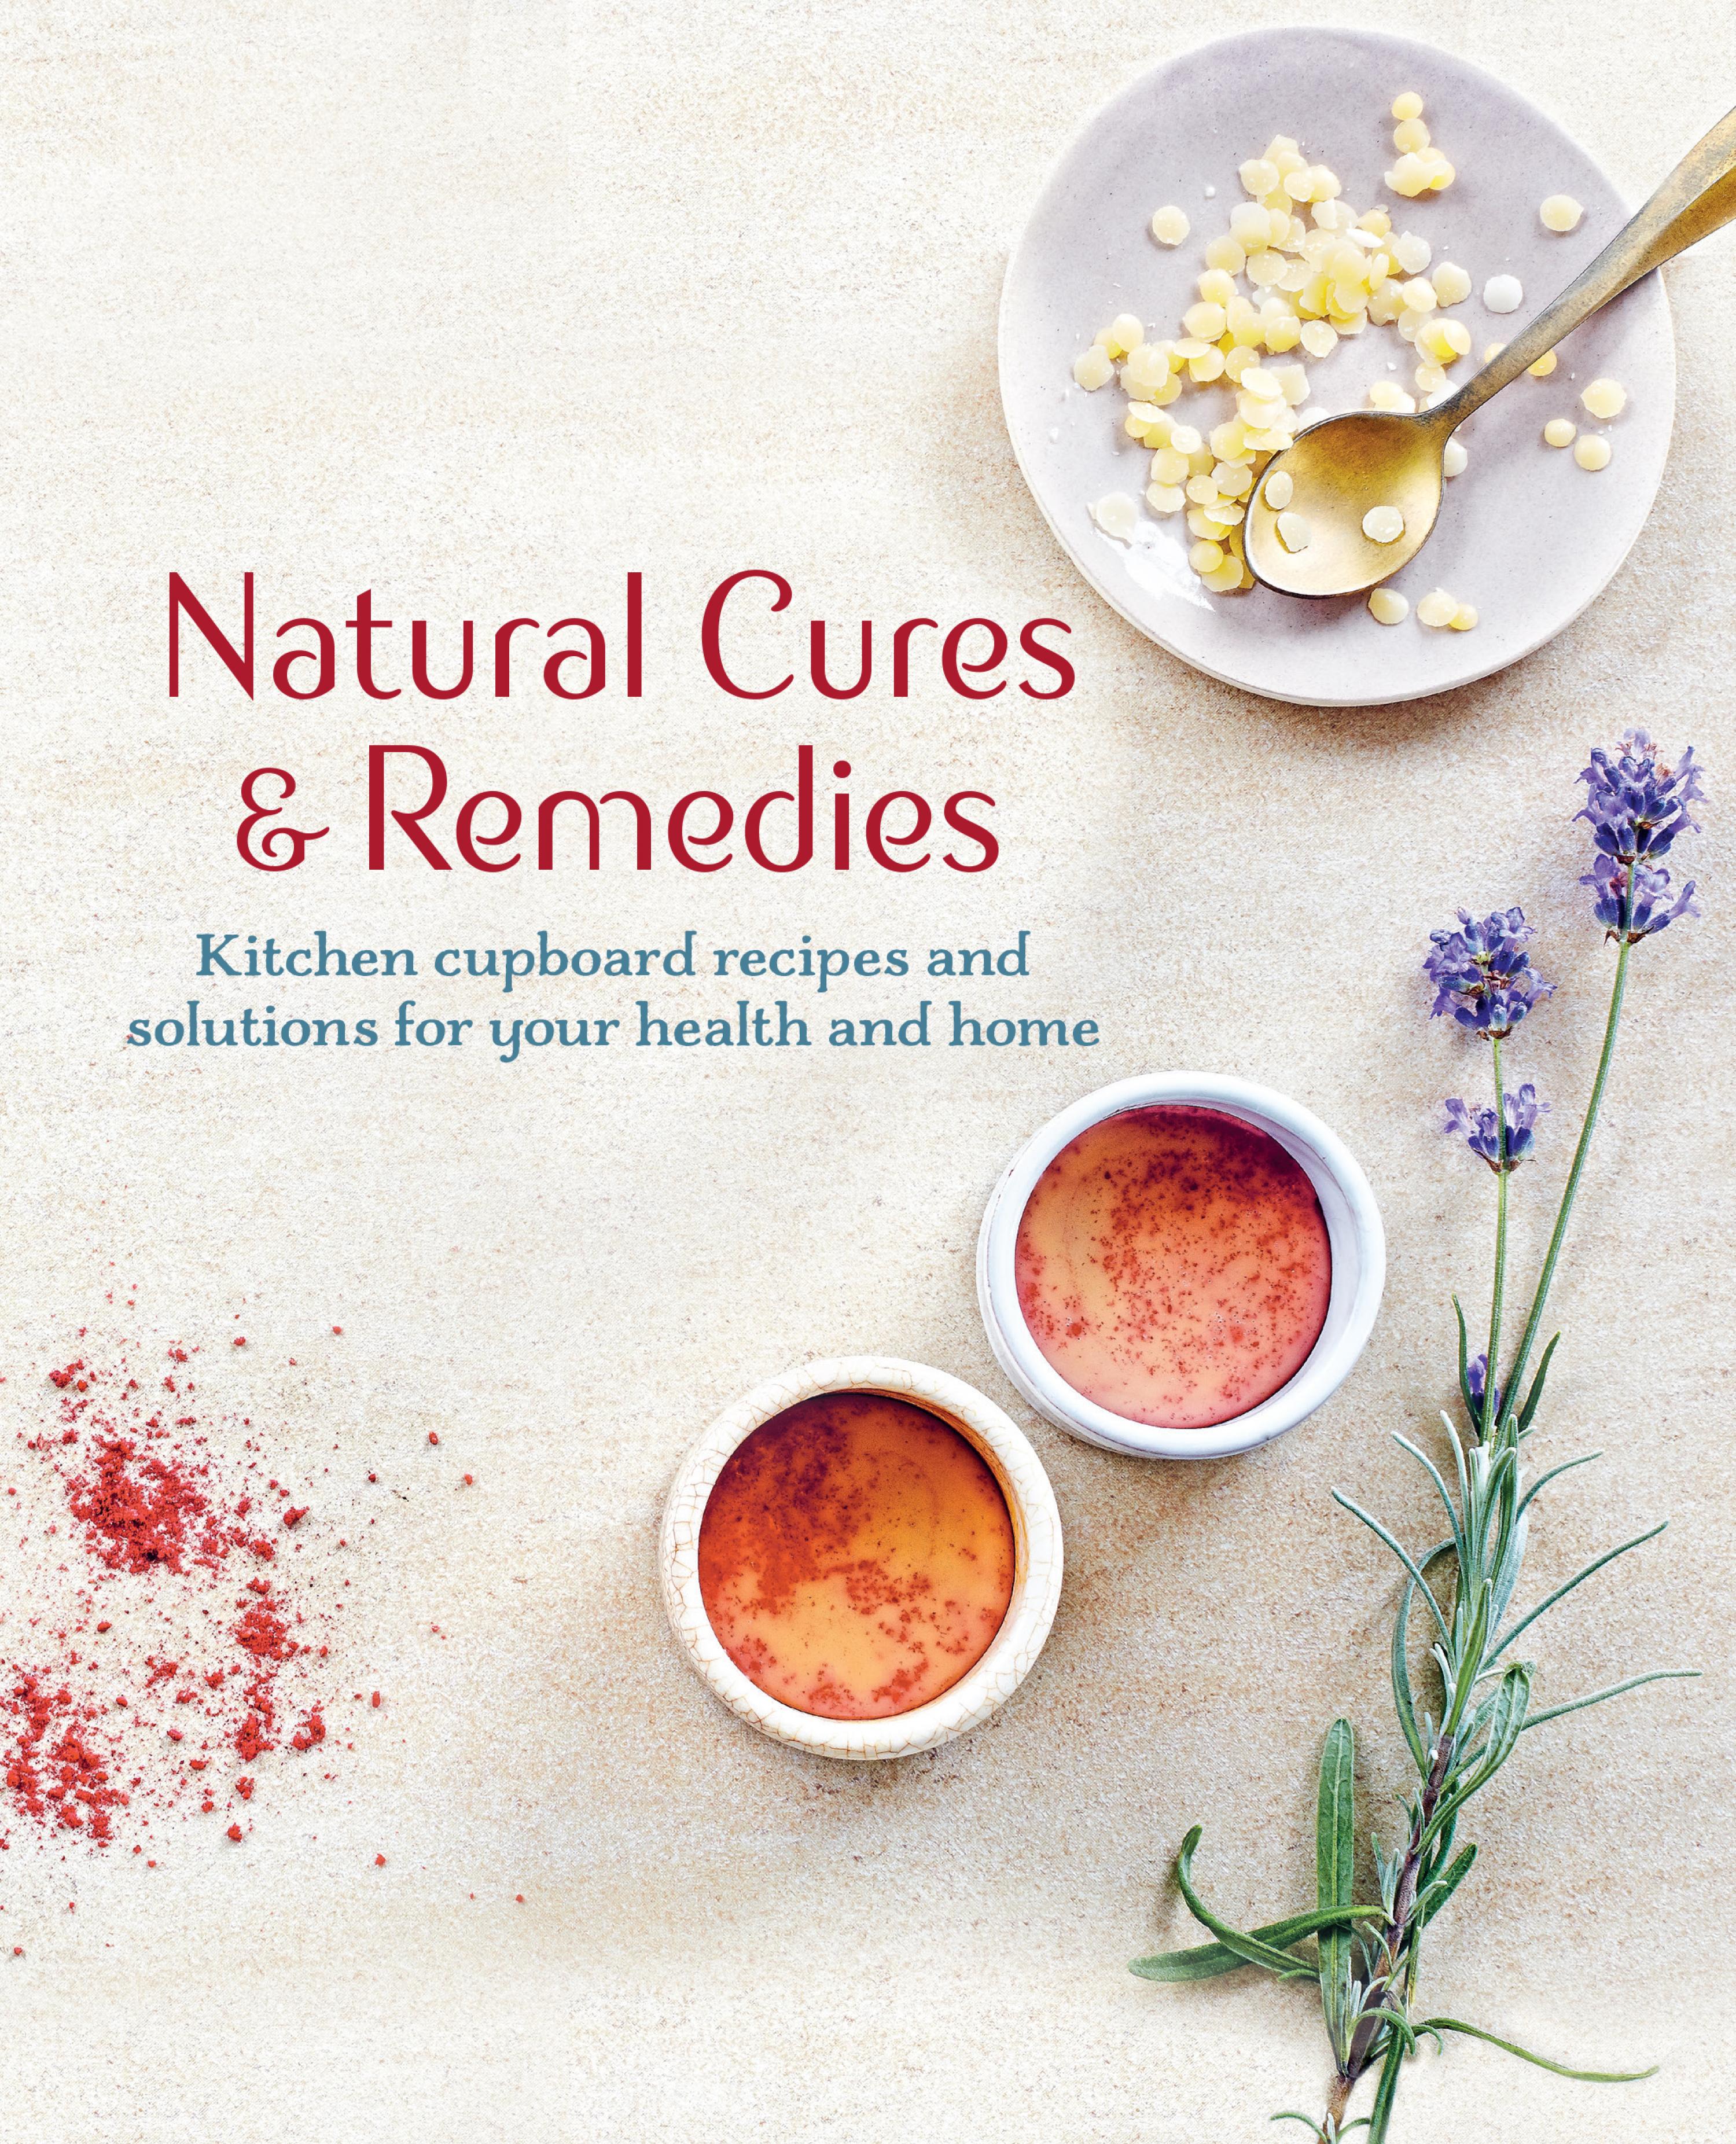 Natural Cures
& Remedies
Kitchen cupboard recipes and
solutions for your health and home